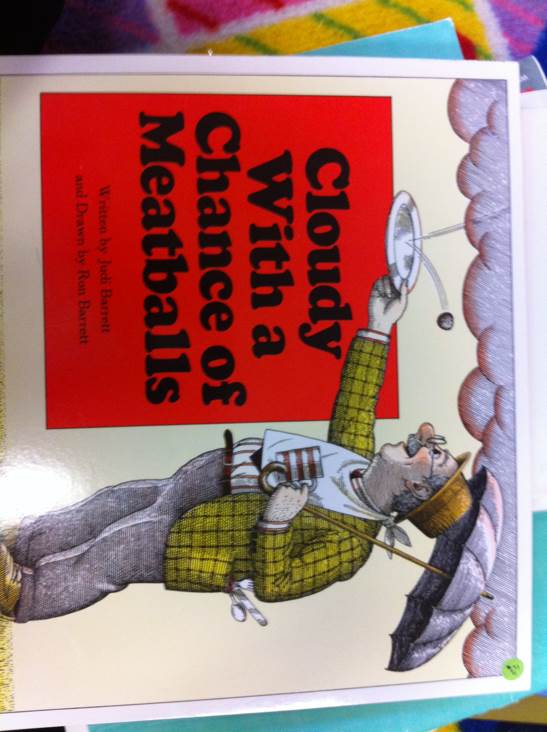 Cloudy
With a
Chance of
Meatballs
Written by Judi Barrett
and Drawn by Ron Barrett